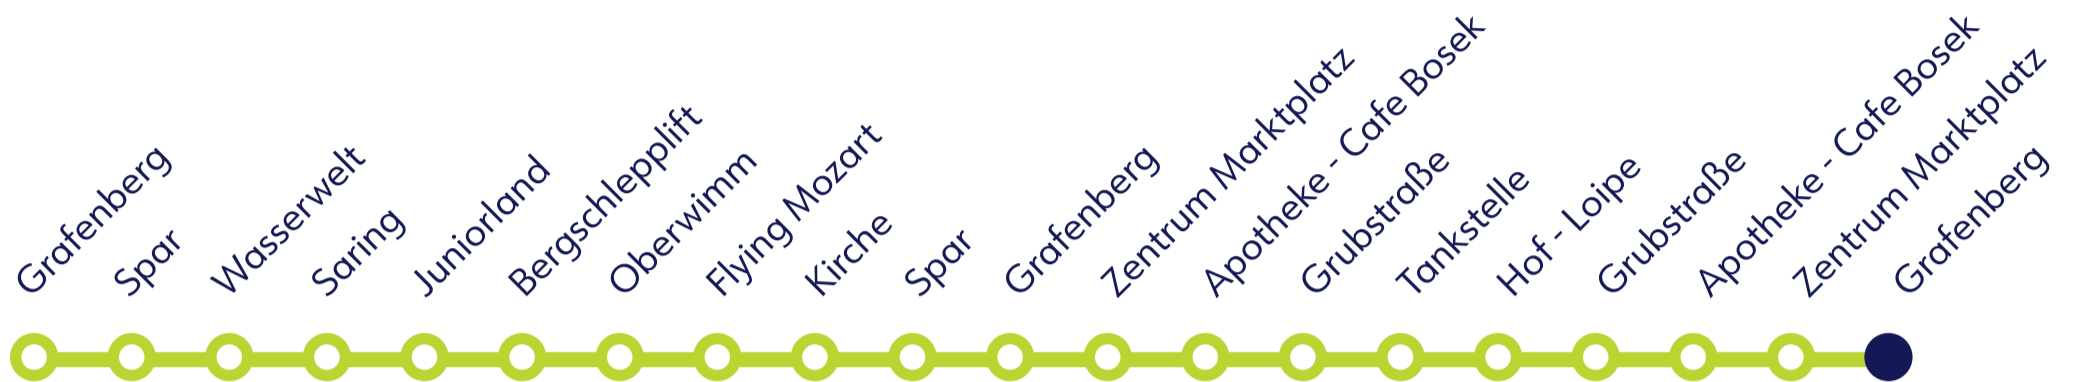 Grafenberg
Spar
Wasserwelt
Saring
Juniorland
Bergschlepplift
Oberwimm
Flying Mozart
Kirche
Spar
Grafenberg
Zentrum Marktplatz
Apotheke - Cafe Bosek
Grubstraße
Tankstelle
Hof - Loipe
Grubstraße
Apotheke - Cafe Bosek
Zentrum Marktplatz
Grafenberg